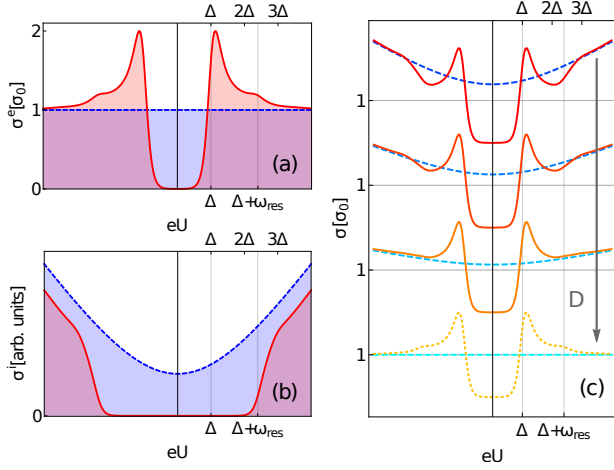 Δ 2Δ 3Δ
2
1
0
σᵉ[σ₀]
(a)
Δ Δ+ω_res
eU
Δ 2Δ 3Δ
0
σⁱ[arb. units]
(b)
Δ Δ+ω_res
eU
Δ 2Δ 3Δ
1
1
1
1
σ[σ₀]
D
(c)
Δ Δ+ω_res
eU